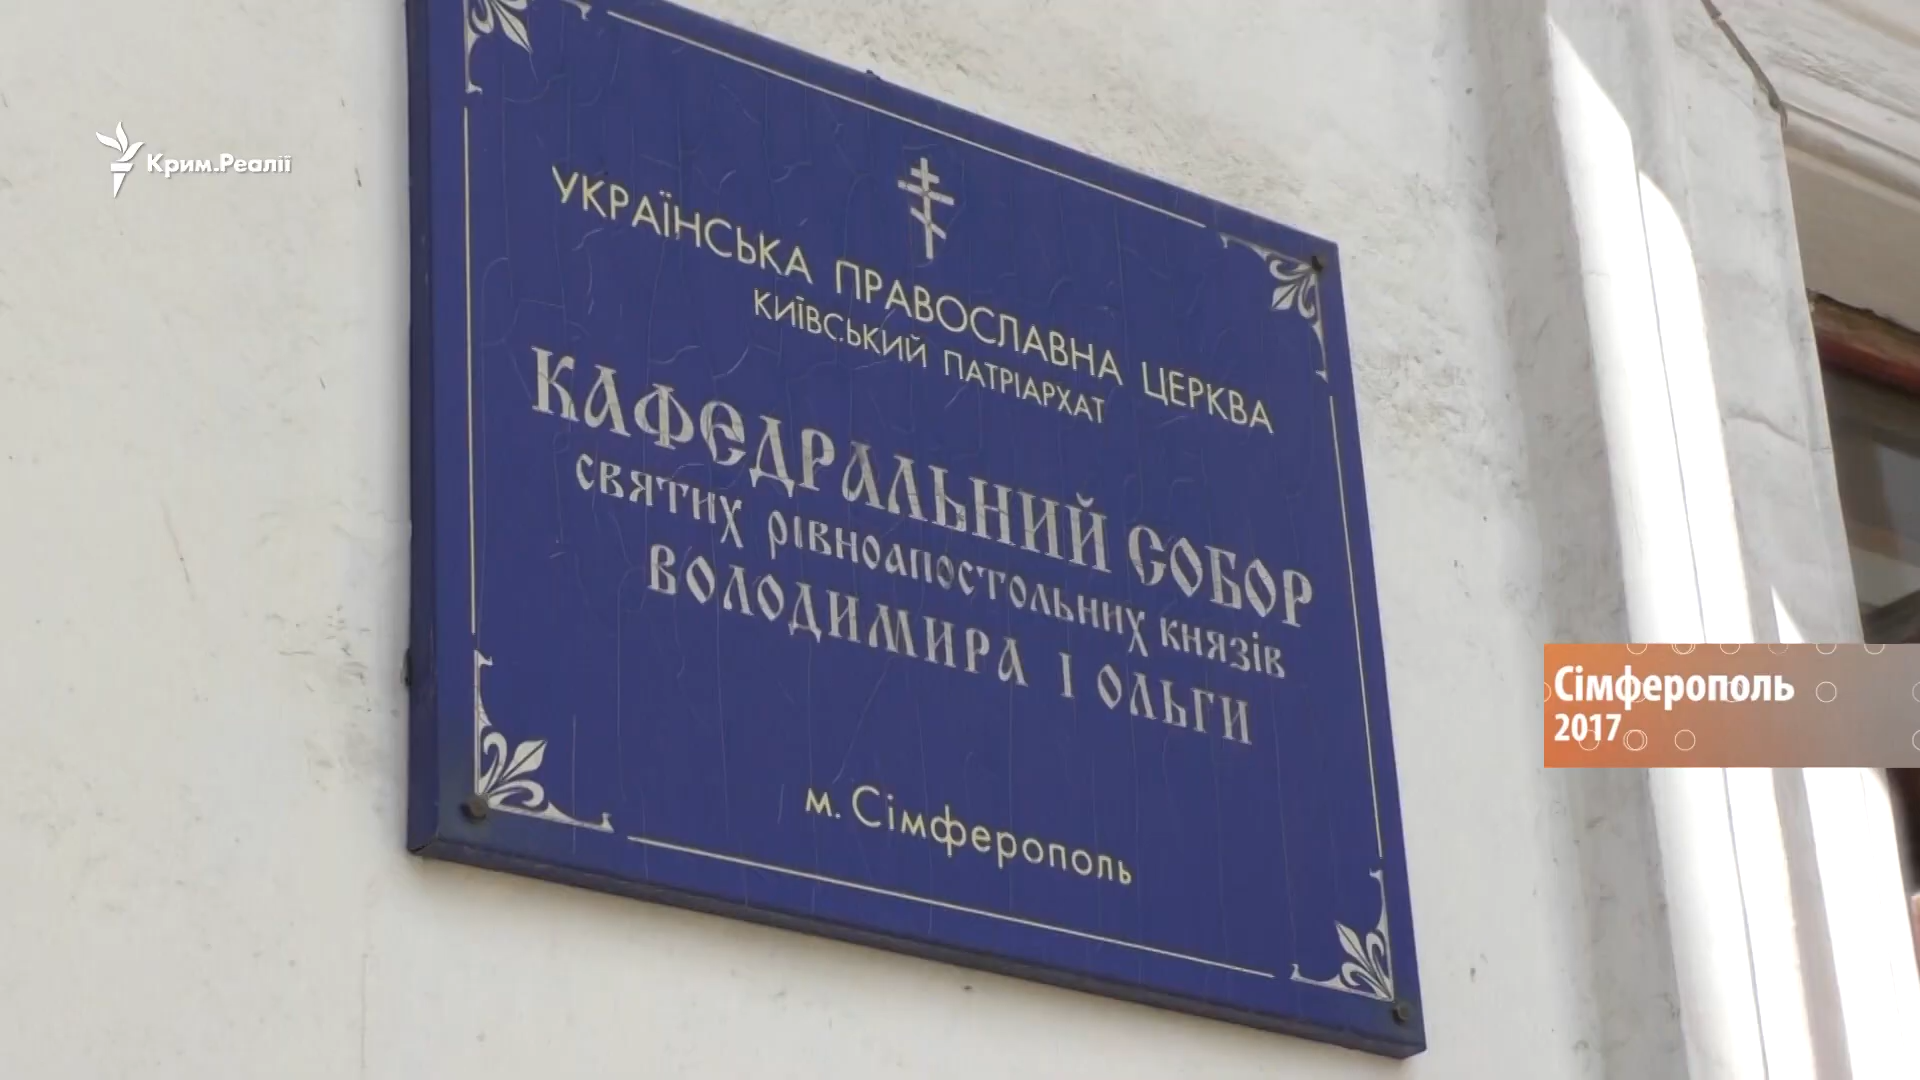 Крим.Реалії
УКРАЇНСЬКА ПРАВОСЛАВНА ЦЕРКВА
КИЇВСЬКИЙ ПАТРІАРХАТ
КАФЕДРАЛЬНИЙ СОБОР
СВЯТИХ РІВНОАПОСТОЛЬНИХ КНЯЗІВ
ВОЛОДИМИРА І ОЛЬГИ
м. Сімферополь
Сімферополь
2017